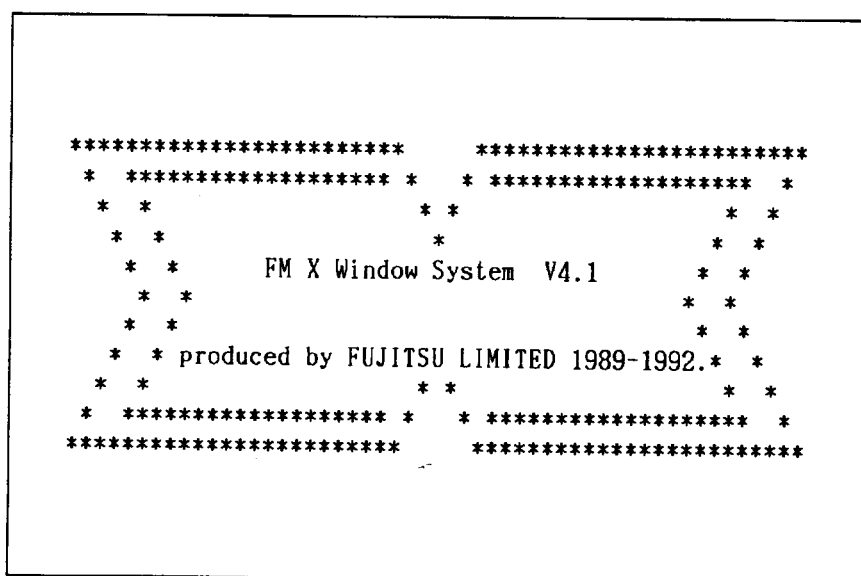 ************************     ************************
*  ******************* *   * *******************  *
*  *                   * *                   *  *
*  *                   *                   *  *
*  *      FM X Window System  V4.1       *  *
*  *                                   *  *
*  *                                     *  *
*  * produced by FUJITSU LIMITED 1989-1992.*  *
*  *                   * *                   *  *
*  ******************* *   * *******************  *
************************     ************************